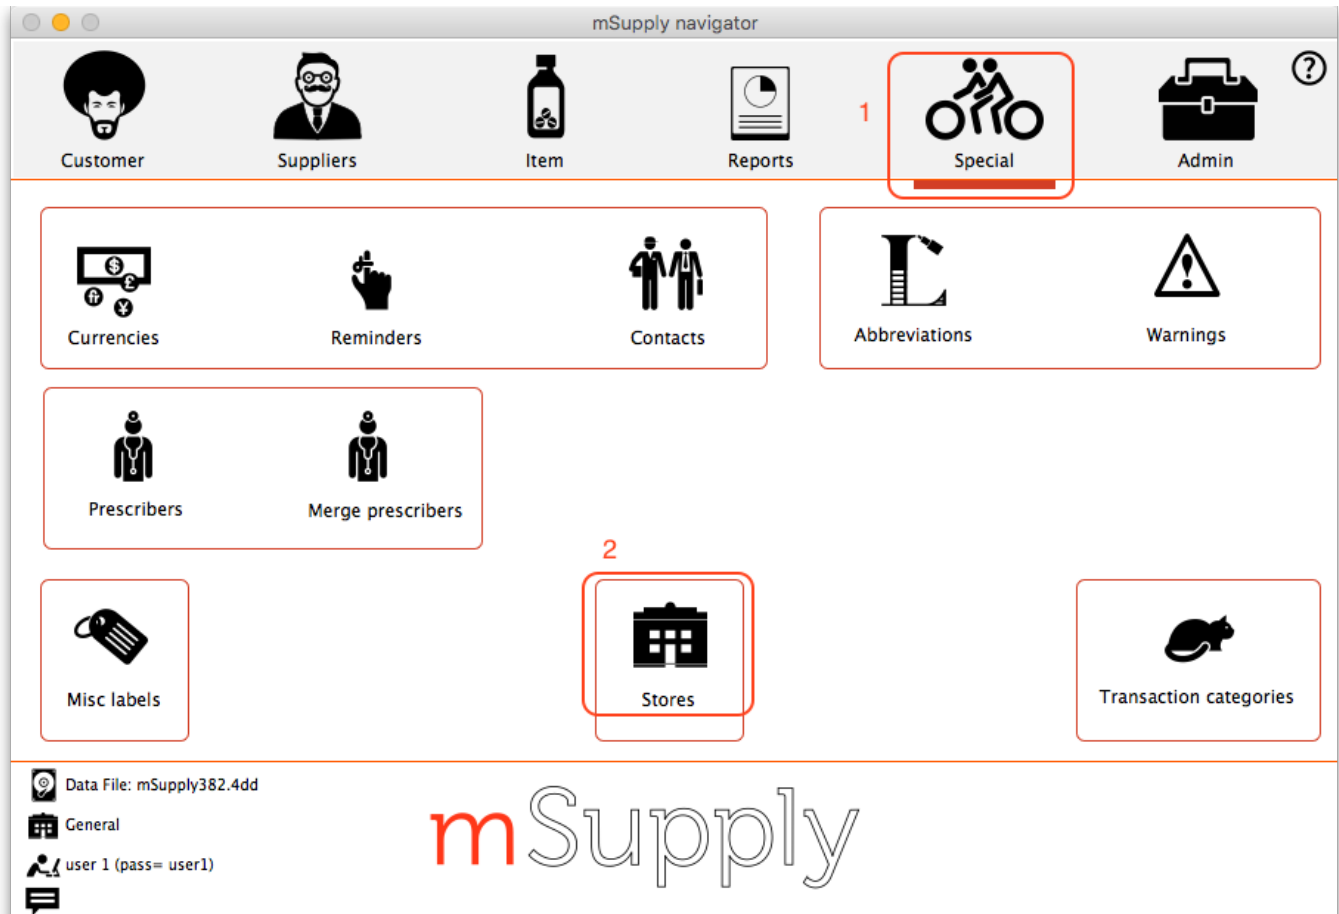 mSupply navigator
1
?
Customer
Suppliers
Item
Reports
Special
Admin
$
£
fr
¥
Currencies
Reminders
Contacts
Abbreviations
Warnings
Prescribers
Merge prescribers
2
Misc labels
Stores
Transaction categories
Data File: mSupply382.4dd
General
user 1 (pass= user1)
mSupply